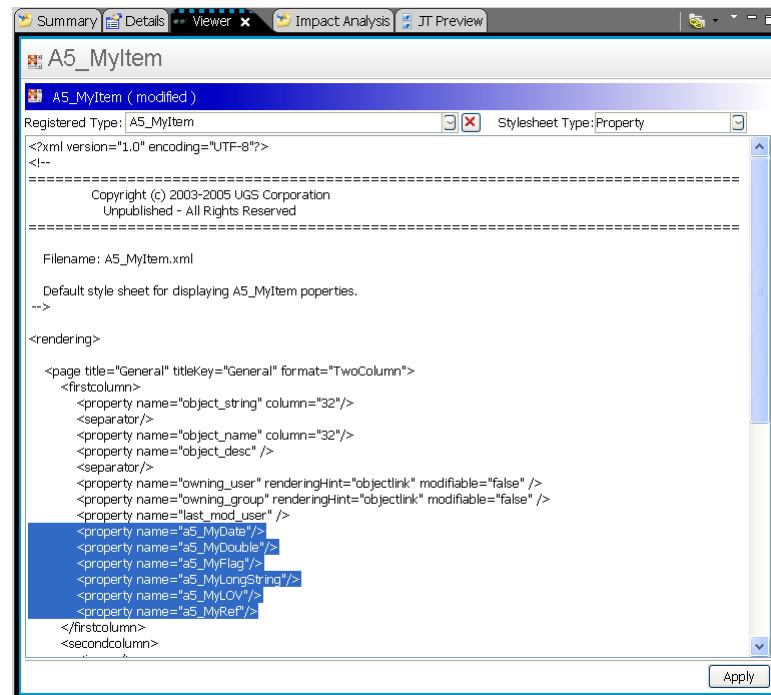 Summary Details Viewer Impact Analysis JT Preview
A5_MyItem
A5_MyItem ( modified )
Registered Type: A5_MyItem Stylesheet Type: Property
<?xml version="1.0" encoding="UTF-8"?>
<!--
========================================================================
Copyright (c) 2003-2005 UGS Corporation
Unpublished - All Rights Reserved
========================================================================
Filename: A5_MyItem.xml
Default style sheet for displaying A5_MyItem poperties.
-->
<rendering>
<page title="General" titleKey="General" format="TwoColumn">
<firstcolumn>
<property name="object_string" column="32"/>
<separator/>
<property name="object_name" column="32"/>
<property name="object_desc" />
<separator/>
<property name="owning_user" renderingHint="objectlink" modifiable="false" />
<property name="owning_group" renderingHint="objectlink" modifiable="false" />
<property name="last_mod_user" />
<property name="a5_MyDate"/>
<property name="a5_MyDouble"/>
<property name="a5_MyFlag"/>
<property name="a5_MyLongString"/>
<property name="a5_MyLOV"/>
<property name="a5_MyRef"/>
</firstcolumn>
<secondcolumn>
Apply